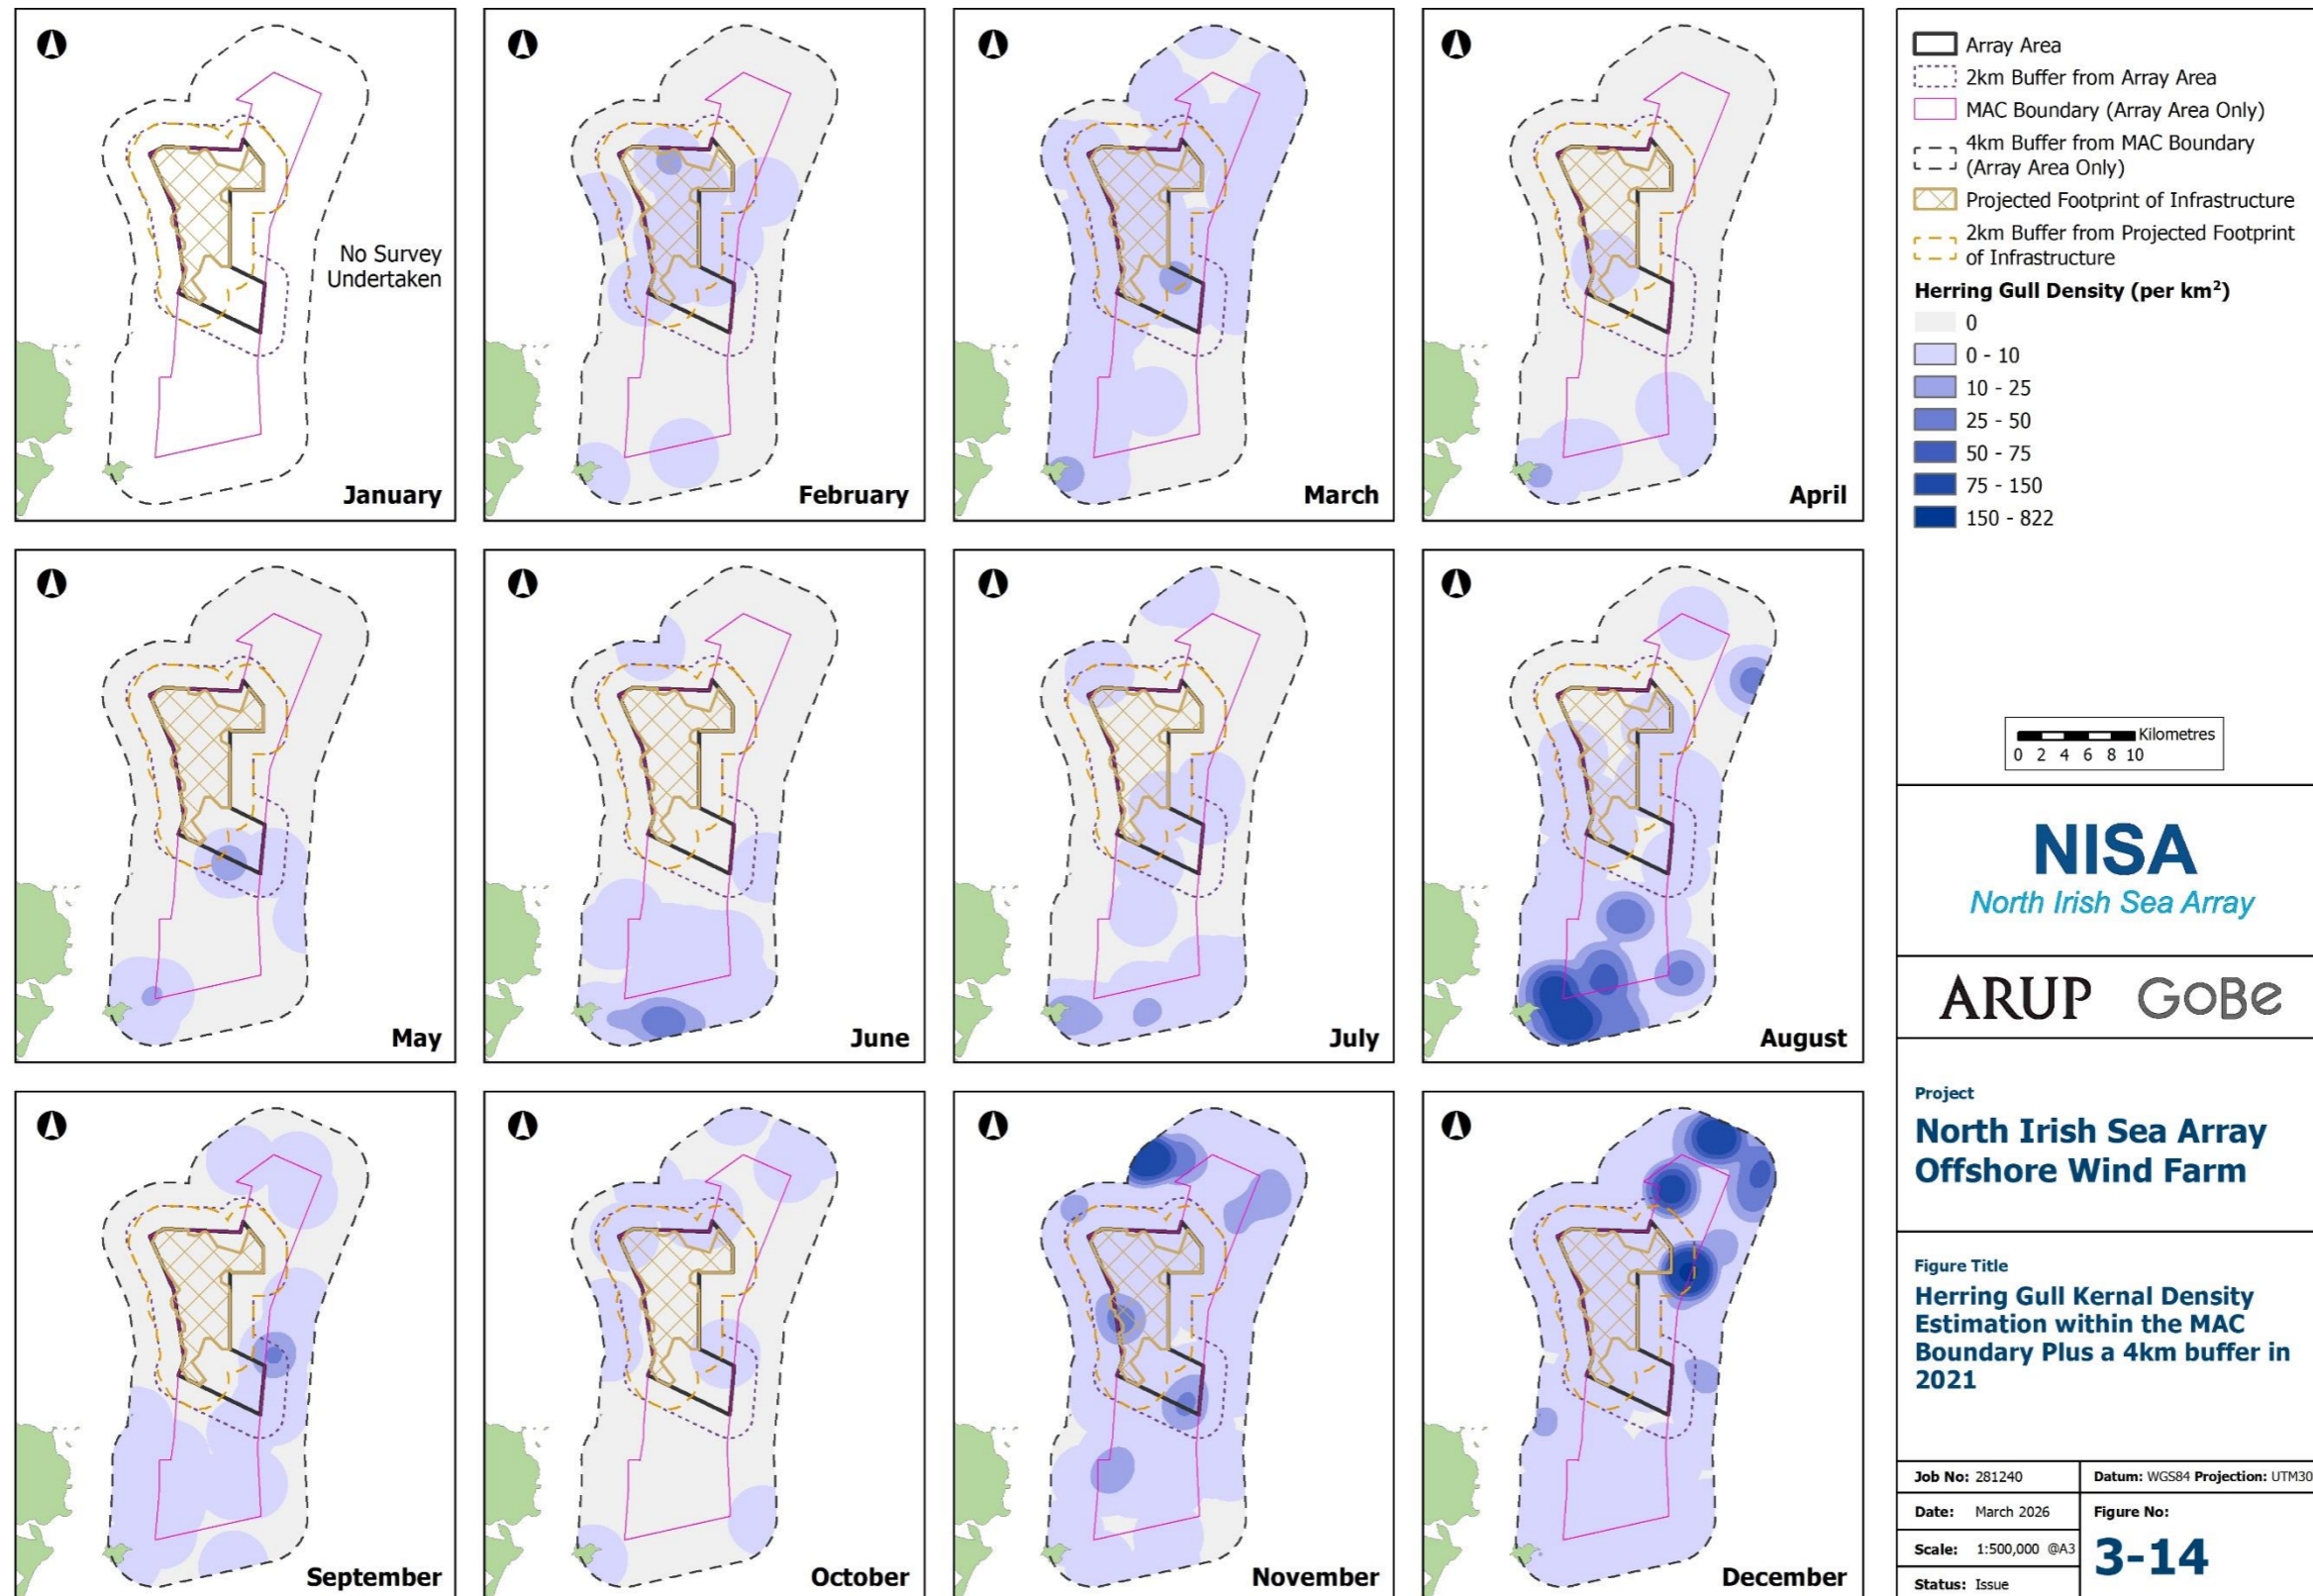 No Survey
Undertaken
January
February
March
April
May
June
July
August
September
October
November
December
Array Area
2km Buffer from Array Area
MAC Boundary (Array Area Only)
4km Buffer from MAC Boundary
(Array Area Only)
Projected Footprint of Infrastructure
2km Buffer from Projected Footprint
of Infrastructure
Herring Gull Density (per km²)
0
0 - 10
10 - 25
25 - 50
50 - 75
75 - 150
150 - 822
Kilometres
0 2 4 6 8 10
NISA
North Irish Sea Array
ARUP GoBe
Project
North Irish Sea Array
Offshore Wind Farm
Figure Title
Herring Gull Kernal Density
Estimation within the MAC
Boundary Plus a 4km buffer in
2021
Job No: 281240 Datum: WGS84 Projection: UTM30
Date: March 2026 Figure No:
Scale: 1:500,000 @A3 3-14
Status: Issue